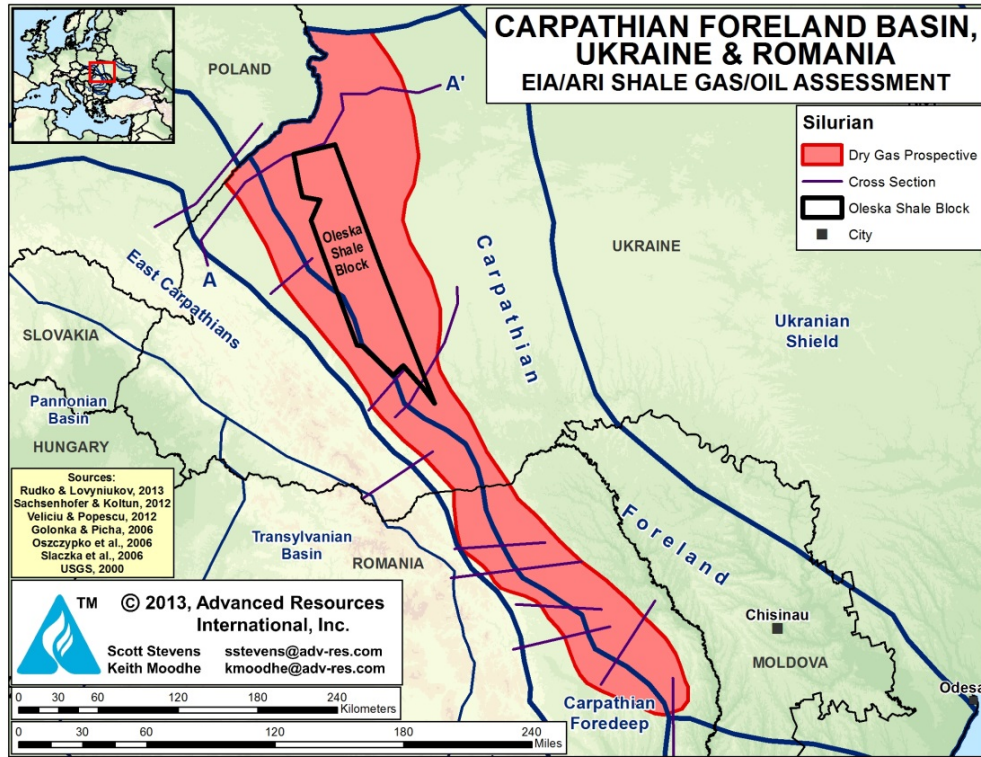 CARPATHIAN FORELAND BASIN,
UKRAINE & ROMANIA
EIA/ARI SHALE GAS/OIL ASSESSMENT
Silurian
Dry Gas Prospective
Cross Section
Oleska Shale Block
City
POLAND
A'
Oleska
Shale
Block
A
East Carpathians
Carpathian
UKRAINE
Ukranian
Shield
SLOVAKIA
Pannonian
Basin
HUNGARY
Sources:
Rudko & Lovyniukov, 2013
Sachsenhofer & Koltun, 2012
Veliciu & Popescu, 2012
Golonka & Picha, 2006
Oszczypko et al., 2006
Slaczka et al., 2006
USGS, 2000
Transylvanian
Basin
ROMANIA
Foreland
Chisinau
MOLDOVA
Odesa
Carpathian
Foredeep
TM
© 2013, Advanced Resources
International, Inc.
Scott Stevens sstevens@adv-res.com
Keith Moodhe kmoodhe@adv-res.com
0 30 60 120 180 240
Kilometers
0 30 60 120 180 240
Miles